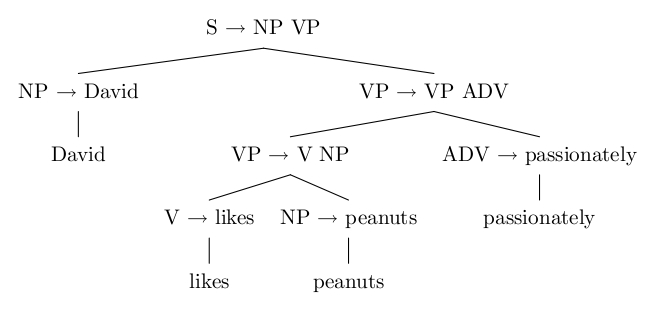 S → NP VP
NP → David
VP → VP ADV
David
VP → V NP
ADV → passionately
V → likes
NP → peanuts
passionately
likes
peanuts